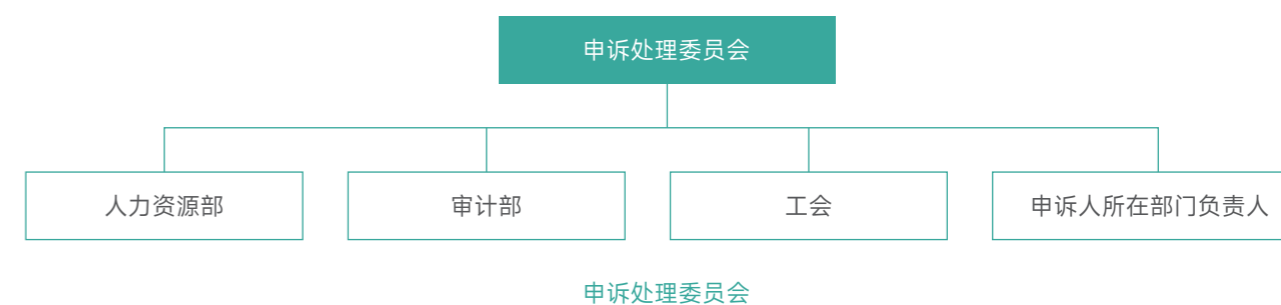 申诉处理委员会
人力资源部
审计部
工会
申诉人所在部门负责人
申诉处理委员会